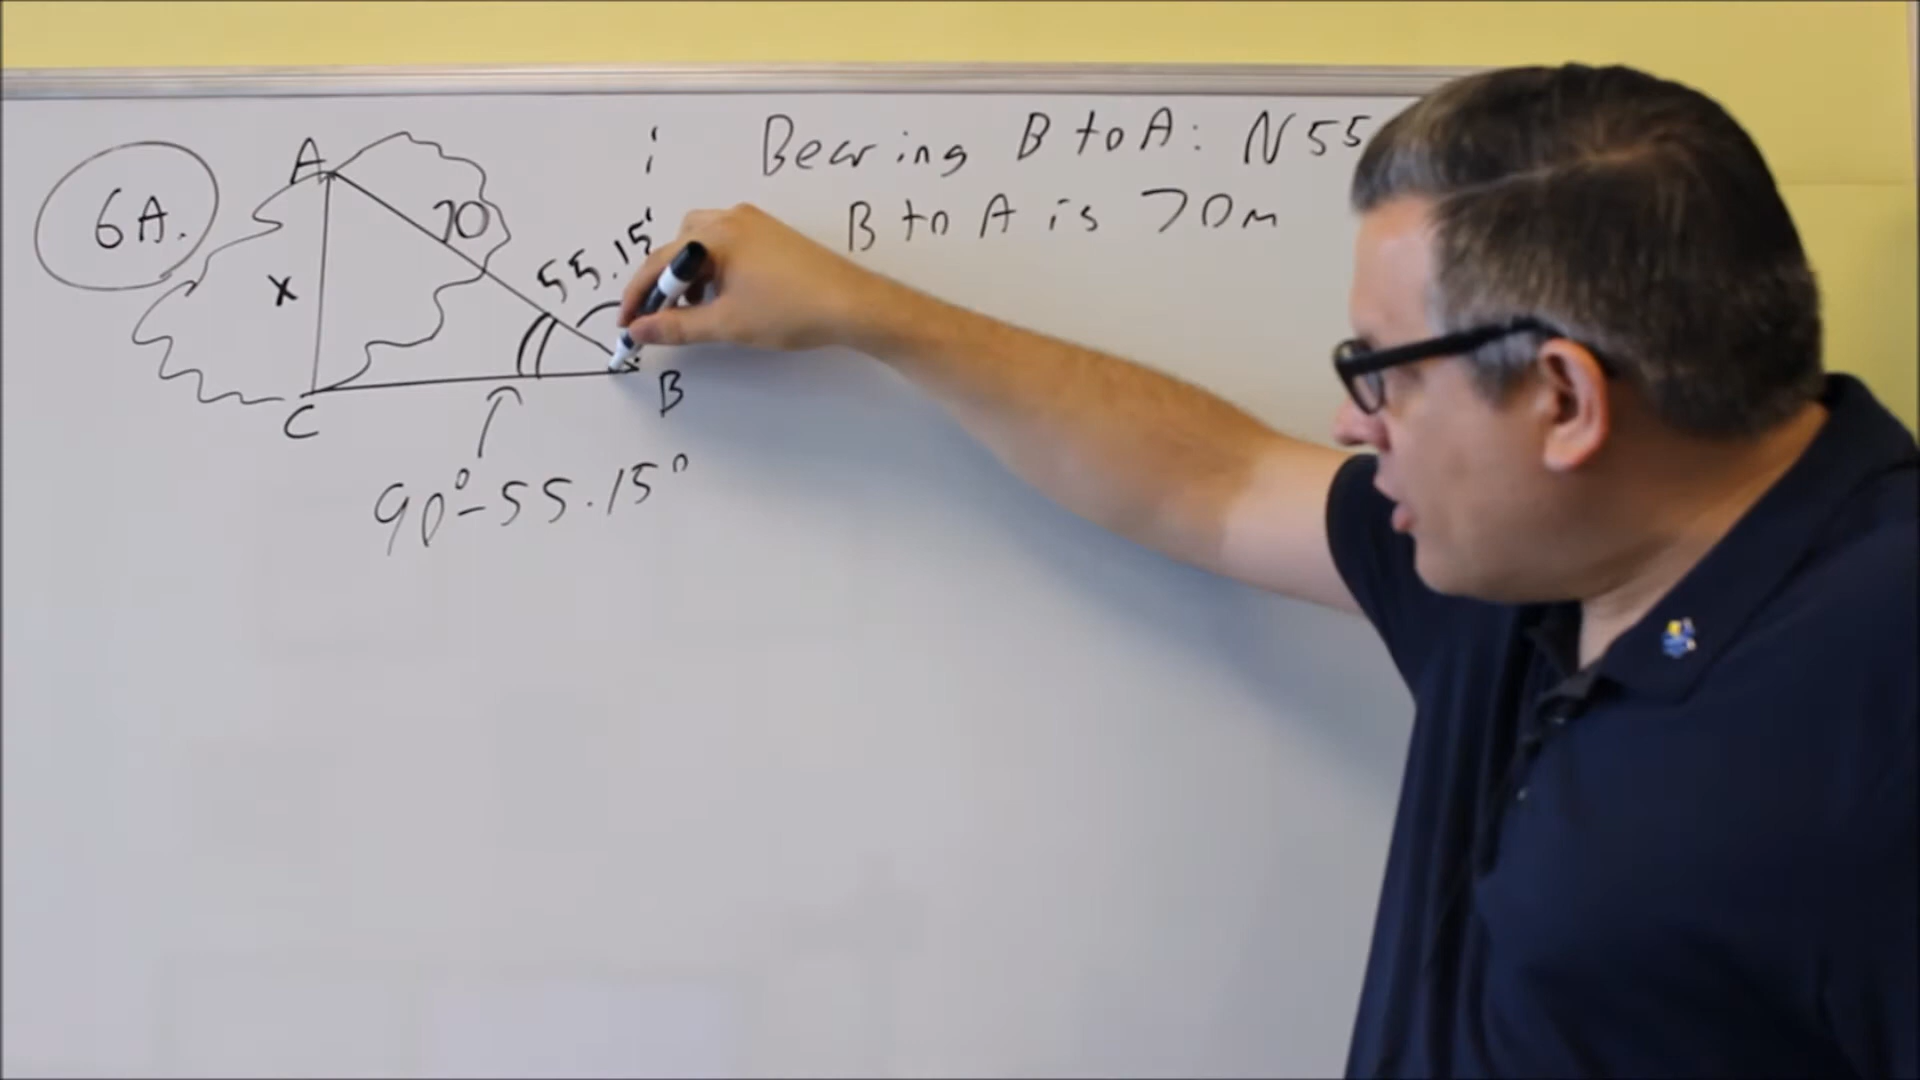 6A.
A
70
x
55.15
C
B
90°-55.15°
Bearing B to A: N55
B to A is 70m